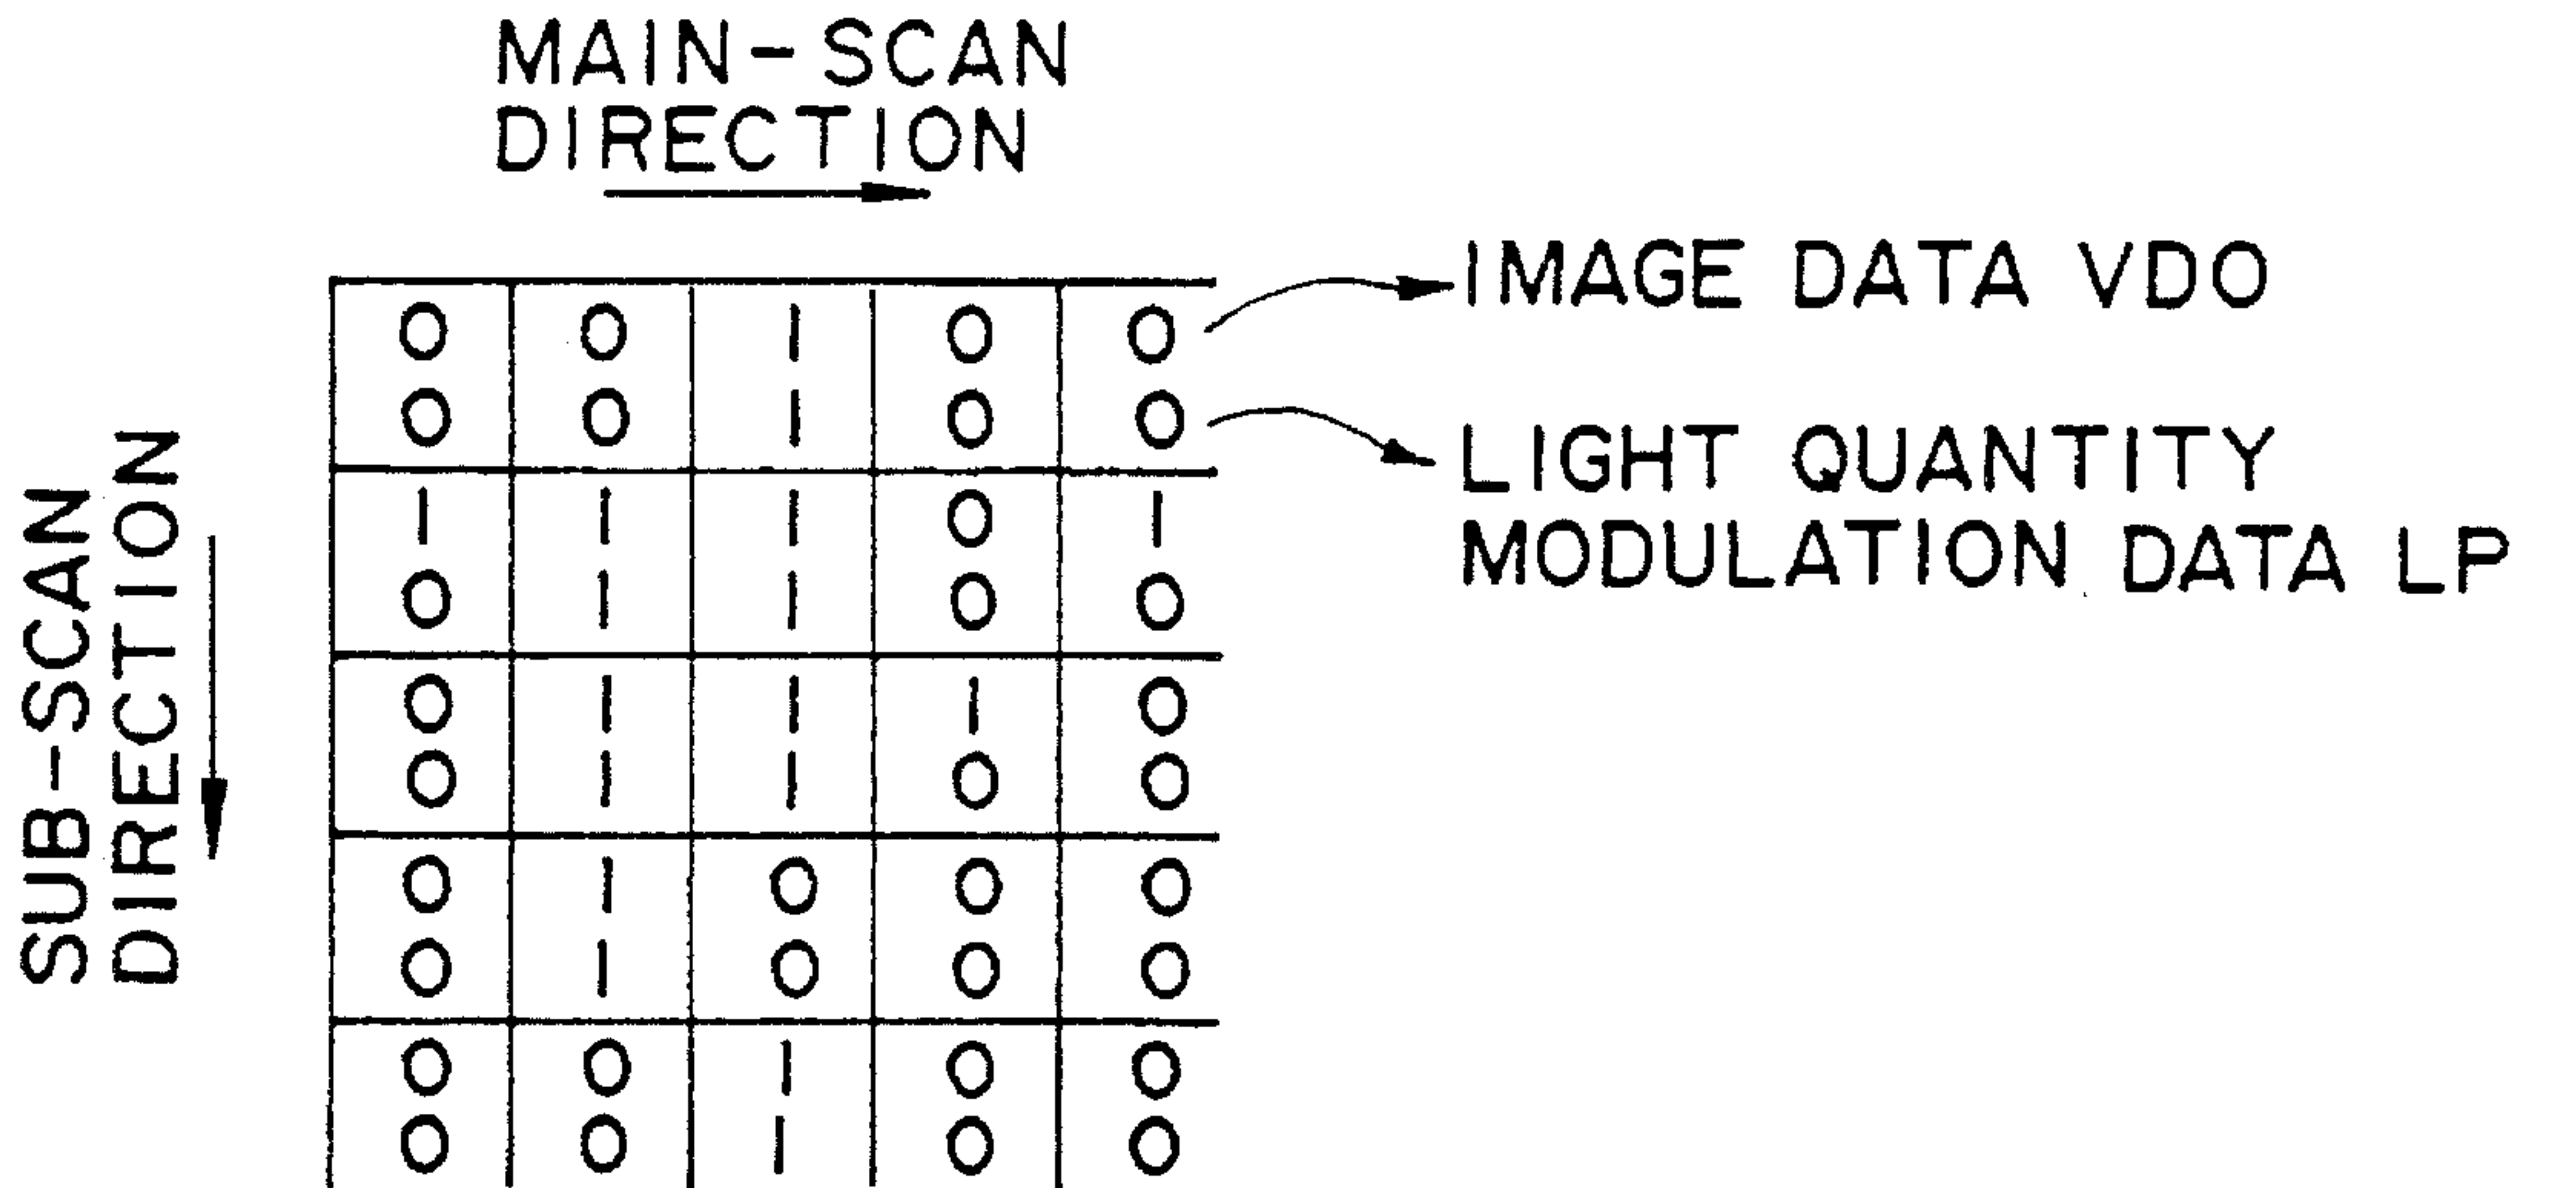 MAIN-SCAN
DIRECTION
IMAGE DATA VDO
LIGHT QUANTITY
MODULATION DATA LP
SUB-SCAN
DIRECTION
0 0 1 0 0
0 0 1 0 0
1 1 1 0 1
0 1 1 0 0
0 1 1 1 0
0 1 1 0 0
0 1 0 0 0
0 1 0 0 0
0 0 1 0 0
0 0 1 0 0